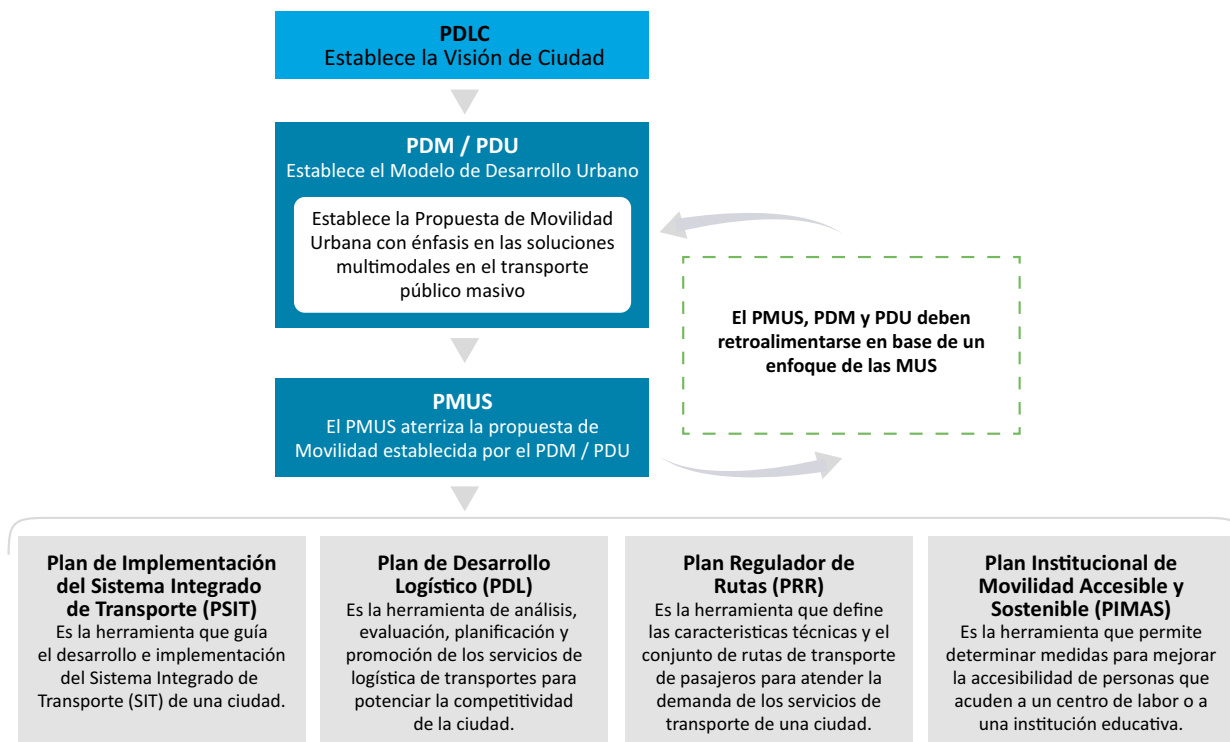 PDLC
Establece la Visión de Ciudad
PDM / PDU
Establece el Modelo de Desarrollo Urbano
Establece la Propuesta de Movilidad
Urbana con énfasis en las soluciones
multimodales en el transporte
público masivo
El PMUS, PDM y PDU deben
retroalimentarse en base de un
enfoque de las MUS
PMUS
El PMUS aterriza la propuesta de
Movilidad establecida por el PDM / PDU
Plan de Implementación
del Sistema Integrado
de Transporte (PSIT)
Es la herramienta que guía
el desarrollo e implementación
del Sistema Integrado de
Transporte (SIT) de una ciudad.
Plan de Desarrollo
Logístico (PDL)
Es la herramienta de análisis,
evaluación, planificación y
promoción de los servicios de
logística de transportes para
potenciar la competitividad
de la ciudad.
Plan Regulador de
Rutas (PRR)
Es la herramienta que define
las caracteristicas técnicas y el
conjunto de rutas de transporte
de pasajeros para atender la
demanda de los servicios de
transporte de una ciudad.
Plan Institucional de
Movilidad Accesible y
Sostenible (PIMAS)
Es la herramienta que permite
determinar medidas para mejorar
la accesibilidad de personas que
acuden a un centro de labor o a
una institución educativa.